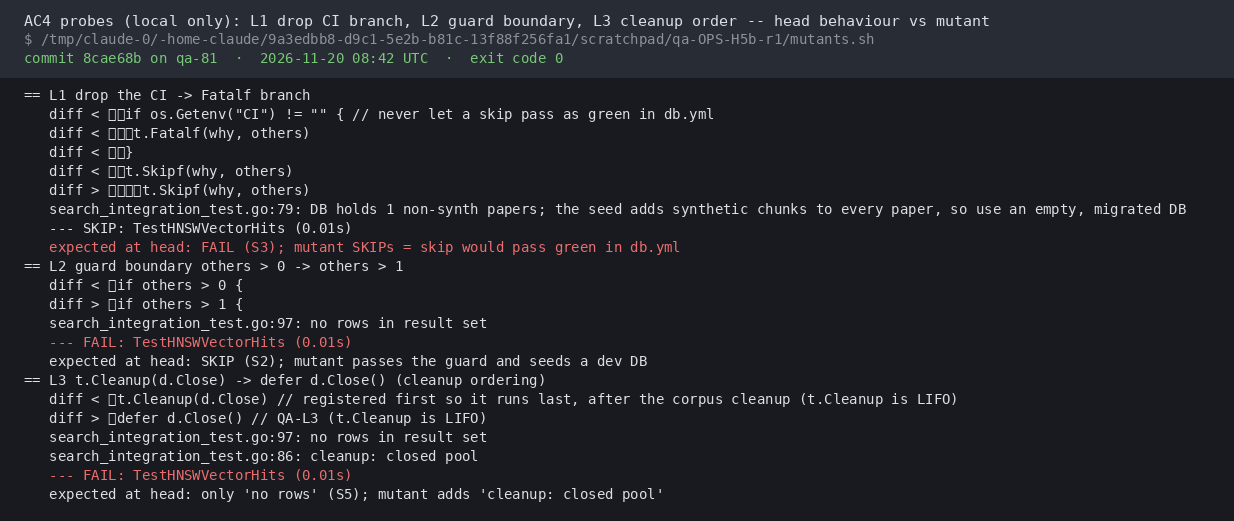 AC4 probes (local only): L1 drop CI branch, L2 guard boundary, L3 cleanup order -- head behaviour vs mutant
$ /tmp/claude-0/-home-claude/9a3edbb8-d9c1-5e2b-b81c-13f88f256fa1/scratchpad/qa-OPS-H5b-r1/mutants.sh
commit 8cae68b on qa-81 · 2026-11-20 08:42 UTC · exit code 0
== L1 drop the CI -> Fatalf branch
diff < □□if os.Getenv("CI") != "" { // never let a skip pass as green in db.yml
diff < □□□t.Fatalf(why, others)
diff < □□}
diff < □□t.Skipf(why, others)
diff > □□□□t.Skipf(why, others)
search_integration_test.go:79: DB holds 1 non-synth papers; the seed adds synthetic chunks to every paper, so use an empty, migrated DB
--- SKIP: TestHNSWVectorHits (0.01s)
expected at head: FAIL (S3); mutant SKIPs = skip would pass green in db.yml
== L2 guard boundary others > 0 -> others > 1
diff < □if others > 0 {
diff > □if others > 1 {
search_integration_test.go:97: no rows in result set
--- FAIL: TestHNSWVectorHits (0.01s)
expected at head: SKIP (S2); mutant passes the guard and seeds a dev DB
== L3 t.Cleanup(d.Close) -> defer d.Close() (cleanup ordering)
diff < □t.Cleanup(d.Close) // registered first so it runs last, after the corpus cleanup (t.Cleanup is LIFO)
diff > □defer d.Close() // QA-L3 (t.Cleanup is LIFO)
search_integration_test.go:97: no rows in result set
search_integration_test.go:86: cleanup: closed pool
--- FAIL: TestHNSWVectorHits (0.01s)
expected at head: only 'no rows' (S5); mutant adds 'cleanup: closed pool'